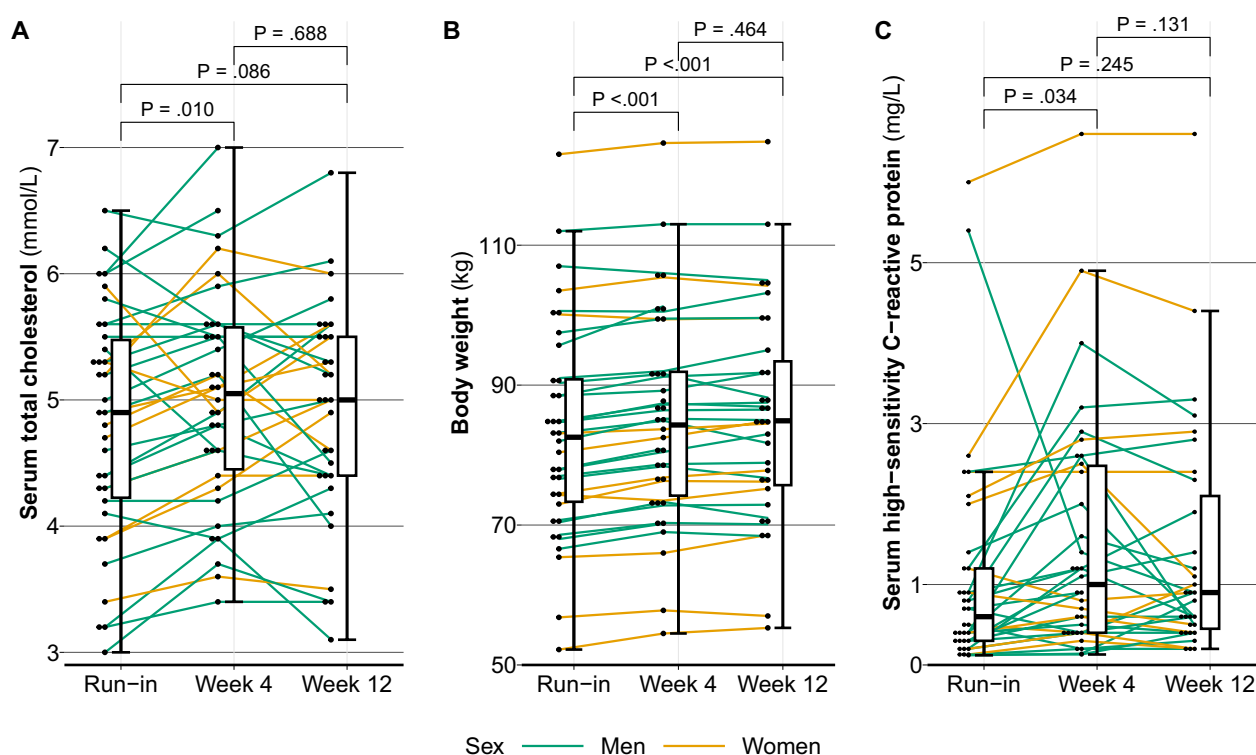 A
P = .688
P = .086
P = .010
Serum total cholesterol (mmol/L)
7
6
5
4
3
Run−in
Week 4
Week 12
B
P = .464
P <.001
P <.001
Body weight (kg)
110
90
70
50
Run−in
Week 4
Week 12
C
P = .131
P = .245
P = .034
Serum high−sensitivity C−reactive protein (mg/L)
5
3
1
0
Run−in
Week 4
Week 12
Sex
Men
Women